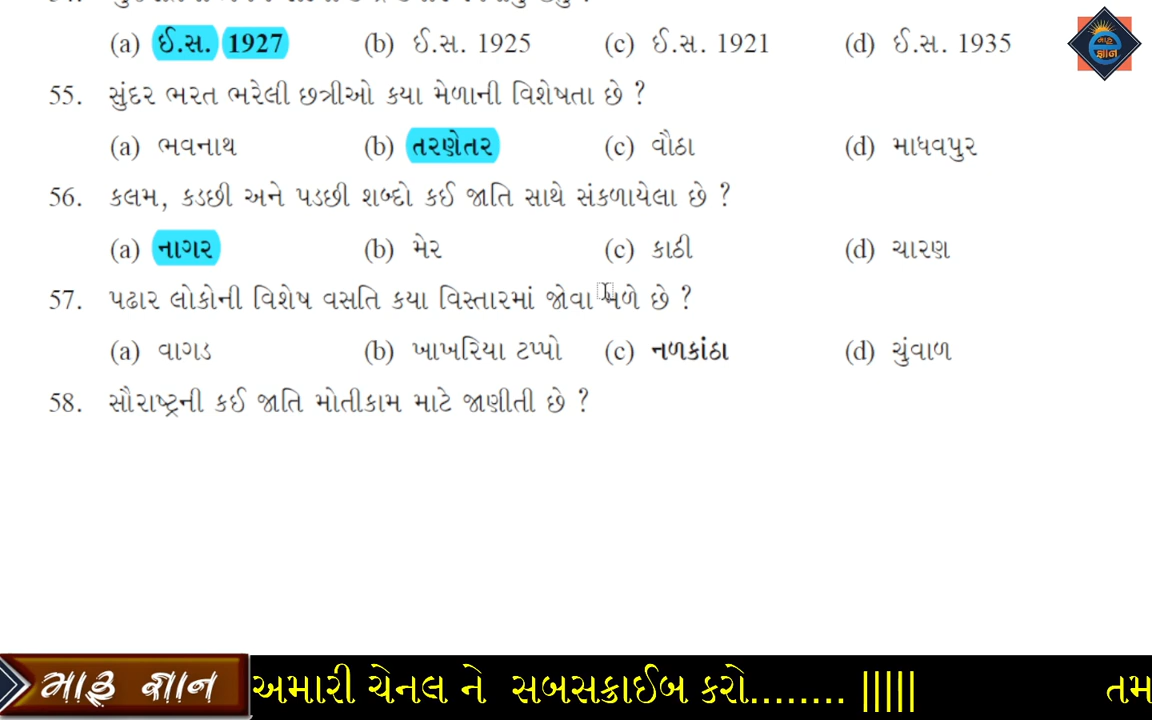 (a) ઈ.સ. 1927 (b) ઈ.સ. 1925 (c) ઈ.સ. 1921 (d) ઈ.સ. 1935
55. સુંદર ભરત ભરેલી છત્રીઓ કયા મેળાની વિશેષતા છે ?
(a) ભવનાથ (b) તરણેતર (c) વૌઠા (d) માધવપુર
56. કલમ, કડછી અને પડછી શબ્દો કઈ જાતિ સાથે સંકળાયેલા છે ?
(a) નાગર (b) મેર (c) કાઠી (d) ચારણ
57. પઢાર લોકોની વિશેષ વસતિ કયા વિસ્તારમાં જોવા મળે છે ?
(a) વાગડ (b) ખાખરિયા ટપ્પો (c) નળકાંઠા (d) ચુંવાળ
58. સૌરાષ્ટ્રની કઈ જાતિ મોતીકામ માટે જાણીતી છે ?
મારૂ જ્ઞાન અમારી ચેનલ ને સબસક્રાઈબ કરો........ ||||| તમ